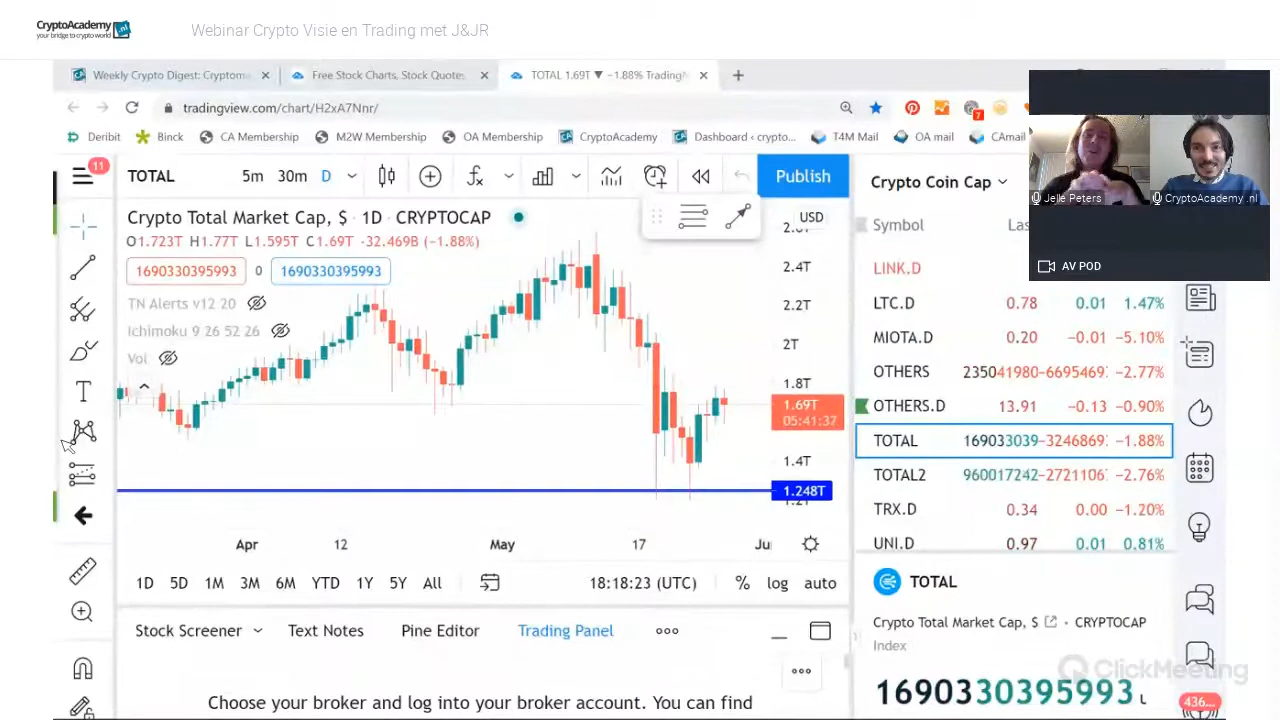 CryptoAcademy.nl
your bridge to crypto world
Webinar Crypto Visie en Trading met J&JR
Weekly Crypto Digest: Cryptom
Free Stock Charts, Stock Quotes
TOTAL 1.69T ▼ −1.88% Trading
tradingview.com/chart/H2xA7Nnr/
7
Deribit
Binck
CA Membership
M2W Membership
OA Membership
CryptoAcademy
Dashboard ‹ crypto...
T4M Mail
OA mail
CAmail
Jelle Peters
CryptoAcademy .nl
AV POD
11
TOTAL
5m 30m D
Publish
Crypto Total Market Cap, $ · 1D · CRYPTOCAP
O1.723T H1.77T L1.595T C1.69T −32.469B (−1.88%)
1690330395993 0 1690330395993
TN Alerts v12 20
Ichimoku 9 26 52 26
Vol
USD
2.4T
2.2T
2T
1.8T
1.69T
05:41:37
1.4T
1.248T
Apr 12 May 17 Ju
1D 5D 1M 3M 6M YTD 1Y 5Y All
18:18:23 (UTC)
% log auto
Stock Screener
Text Notes
Pine Editor
Trading Panel
Choose your broker and log into your broker account. You can find
Crypto Coin Cap
Symbol Las
LINK.D
LTC.D 0.78 0.01 1.47%
MIOTA.D 0.20 −0.01 −5.10%
OTHERS 235041980 −6695469 −2.77%
OTHERS.D 13.91 −0.13 −0.90%
TOTAL 169033039 −3246869 −1.88%
TOTAL2 960017242 −2721106 −2.76%
TRX.D 0.34 0.00 −1.20%
UNI.D 0.97 0.01 0.81%
TOTAL
Crypto Total Market Cap, $ · CRYPTOCAP
Index
1690330395993
ClickMeeting
436...